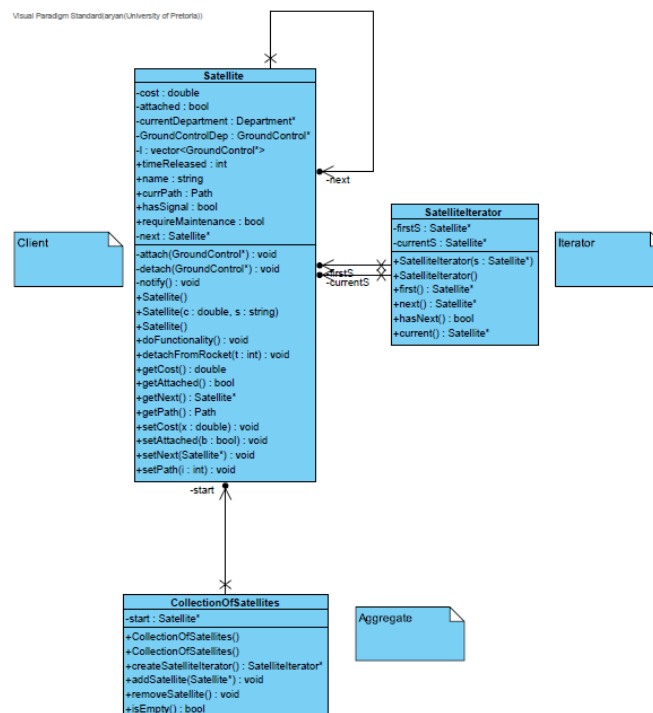 Visual Paradigm Standard(aryan(University of Pretoria))
Satellite
-cost : double
-attached : bool
-currentDepartment : Department*
-GroundControlDep : GroundControl*
-l : vector<GroundControl*>
+timeReleased : int
+name : string
+currPath : Path
+hasSignal : bool
+requireMaintenance : bool
-next : Satellite*
-attach(GroundControl*) : void
-detach(GroundControl*) : void
-notify() : void
+Satellite()
+Satellite(c : double, s : string)
+Satellite()
+doFunctionality() : void
+detachFromRocket(t : int) : void
+getCost() : double
+getAttached() : bool
+getNext() : Satellite*
+getPath() : Path
+setCost(x : double) : void
+setAttached(b : bool) : void
+setNext(Satellite*) : void
+setPath(i : int) : void
-next
Client
SatelliteIterator
-firstS : Satellite*
-currentS : Satellite*
+SatelliteIterator(s : Satellite*)
+SatelliteIterator()
+first() : Satellite*
+next() : Satellite*
+hasNext() : bool
+current() : Satellite*
Iterator
-firstS
-currentS
-start
CollectionOfSatellites
-start : Satellite*
+CollectionOfSatellites()
+CollectionOfSatellites()
+createSatelliteIterator() : SatelliteIterator*
+addSatellite(Satellite*) : void
+removeSatellite() : void
+isEmpty() : bool
Aggregate